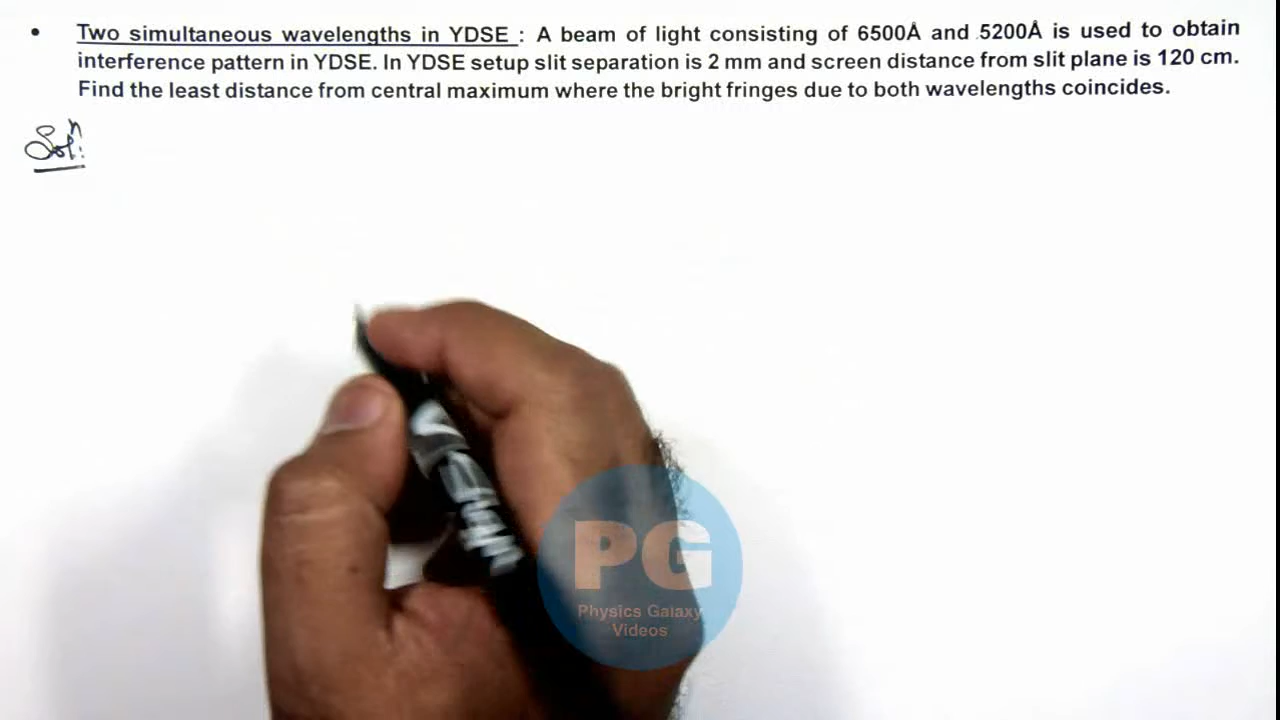 • Two simultaneous wavelengths in YDSE : A beam of light consisting of 6500Å and 5200Å is used to obtain
interference pattern in YDSE. In YDSE setup slit separation is 2 mm and screen distance from slit plane is 120 cm.
Find the least distance from central maximum where the bright fringes due to both wavelengths coincides.
Solⁿ:
PG
Physics Galaxy
Videos